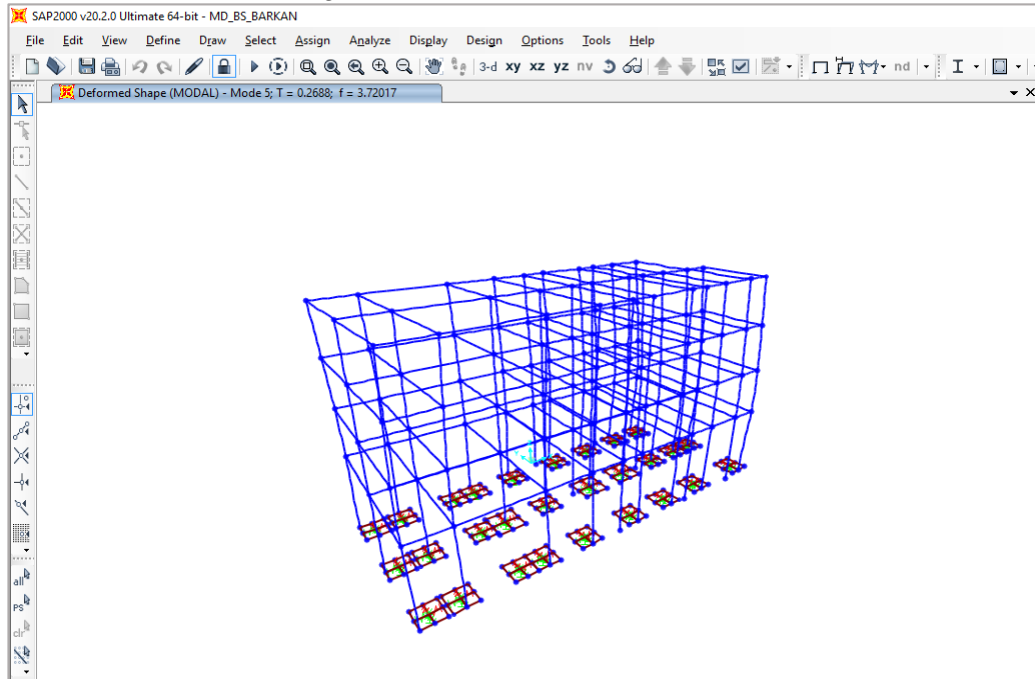 SAP2000 v20.2.0 Ultimate 64-bit - MD_BS_BARKAN
File Edit View Define Draw Select Assign Analyze Display Design Options Tools Help
3-d xy xz yz nv nd
Deformed Shape (MODAL) - Mode 5; T = 0.2688; f = 3.72017
all
PS
clr